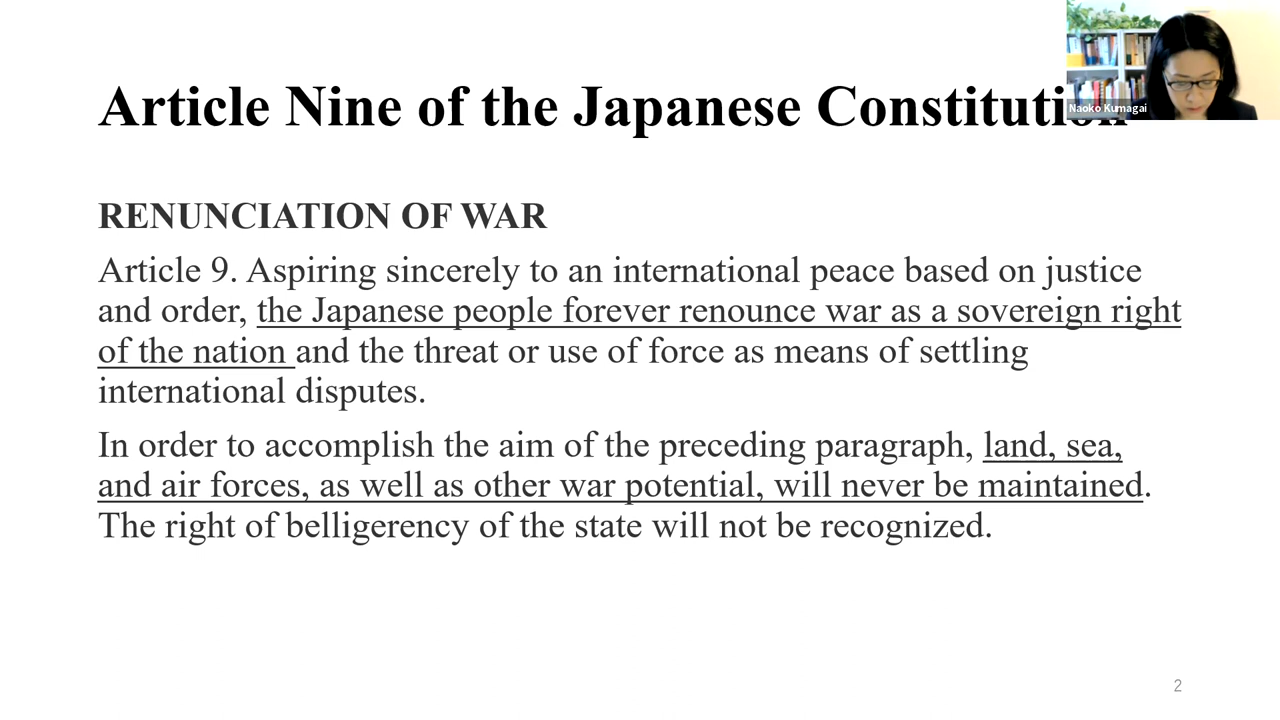 Article Nine of the Japanese Constitution
Naoko Kumagai
RENUNCIATION OF WAR
Article 9. Aspiring sincerely to an international peace based on justice
and order, the Japanese people forever renounce war as a sovereign right
of the nation and the threat or use of force as means of settling
international disputes.
In order to accomplish the aim of the preceding paragraph, land, sea,
and air forces, as well as other war potential, will never be maintained.
The right of belligerency of the state will not be recognized.
2